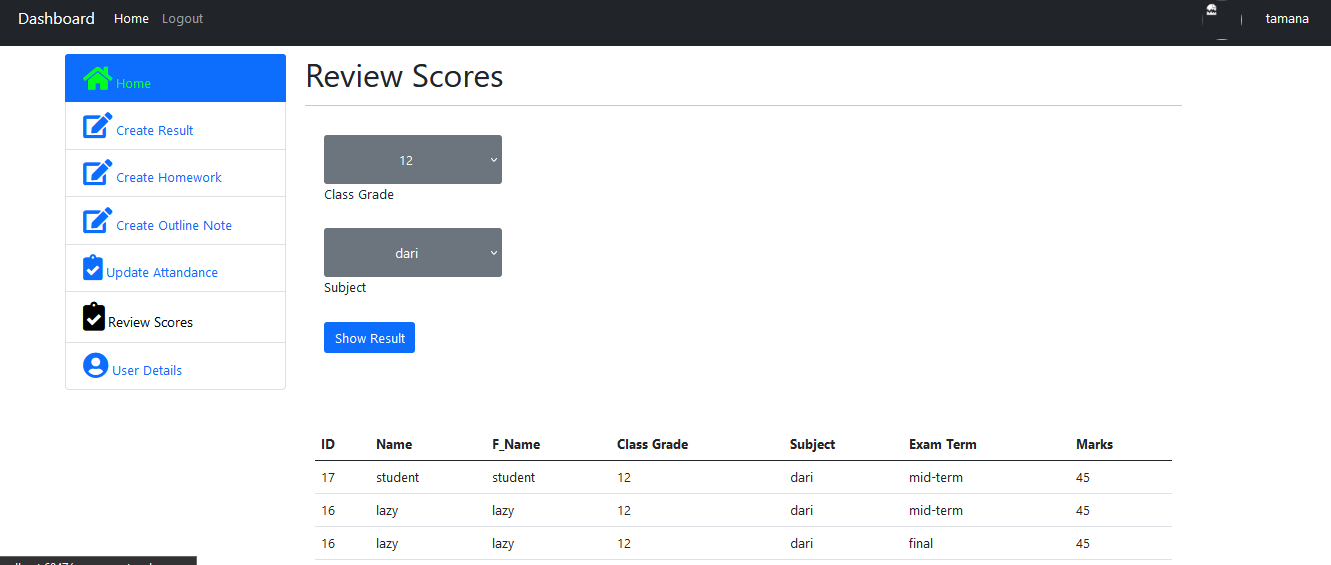 Dashboard Home Logout tamana
Home
Create Result
Create Homework
Create Outline Note
Update Attandance
Review Scores
User Details
Review Scores
12
Class Grade
dari
Subject
Show Result
ID Name F_Name Class Grade Subject Exam Term Marks
17 student student 12 dari mid-term 45
16 lazy lazy 12 dari mid-term 45
16 lazy lazy 12 dari final 45